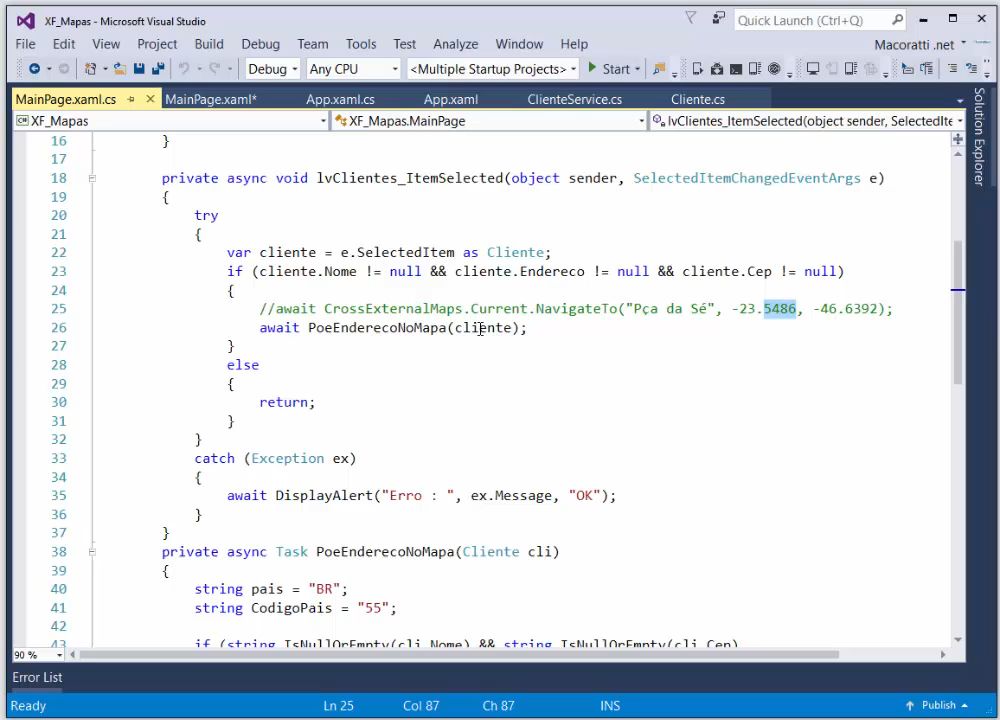 XF_Mapas - Microsoft Visual Studio
Quick Launch (Ctrl+Q)
File Edit View Project Build Debug Team Tools Test Analyze Window Help
Macoratti .net
Debug Any CPU <Multiple Startup Projects> Start
MainPage.xaml.cs MainPage.xaml* App.xaml.cs App.xaml ClienteService.cs Cliente.cs
XF_Mapas XF_Mapas.MainPage lvClientes_ItemSelected(object sender, SelectedIte
Solution Explorer
16 }
17
18 private async void lvClientes_ItemSelected(object sender, SelectedItemChangedEventArgs e)
19 {
20 try
21 {
22 var cliente = e.SelectedItem as Cliente;
23 if (cliente.Nome != null && cliente.Endereco != null && cliente.Cep != null)
24 {
25 //await CrossExternalMaps.Current.NavigateTo("Pça da Sé", -23.5486, -46.6392);
26 await PoeEnderecoNoMapa(cliente);
27 }
28 else
29 {
30 return;
31 }
32 }
33 catch (Exception ex)
34 {
35 await DisplayAlert("Erro : ", ex.Message, "OK");
36 }
37 }
38 private async Task PoeEnderecoNoMapa(Cliente cli)
39 {
40 string pais = "BR";
41 string CodigoPais = "55";
42
43 if (string.IsNullOrEmpty(cli.Nome) && string.IsNullOrEmpty(cli.Cep)
90 %
Error List
Ready Ln 25 Col 87 Ch 87 INS Publish